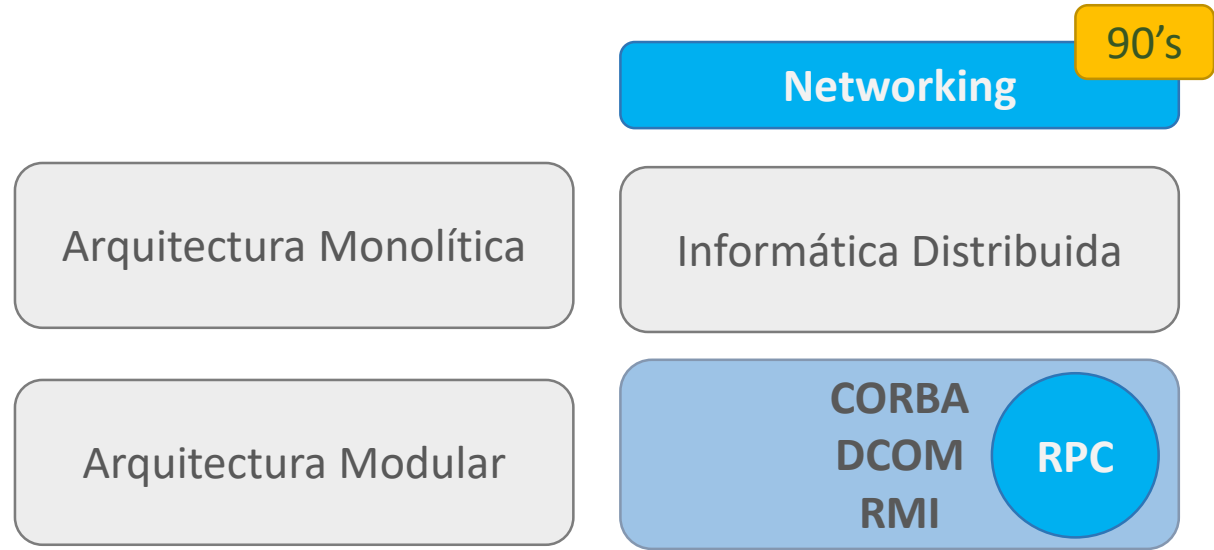 90’s
Networking
Arquitectura Monolítica
Informática Distribuida
Arquitectura Modular
CORBA
DCOM
RMI
RPC